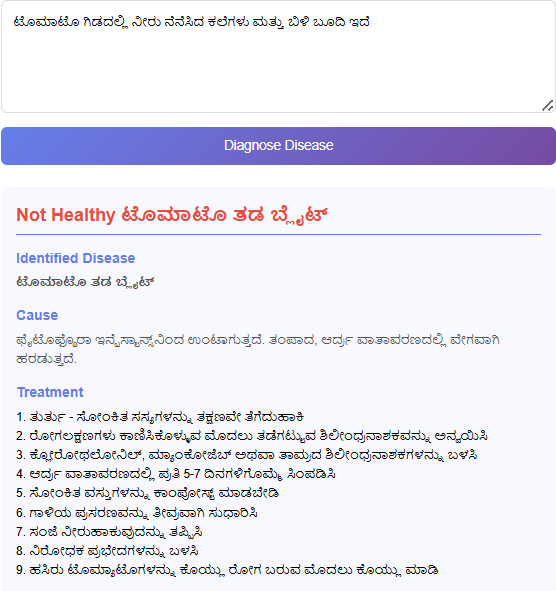 ಟೊಮಾಟೊ ಗಿಡದಲ್ಲಿ ನೀರು ನೆನೆಸಿದ ಕಲೆಗಳು ಮತ್ತು ಬಿಳಿ ಬೂದಿ ಇದೆ
Diagnose Disease
Not Healthy ಟೊಮಾಟೊ ತಡ ಬ್ಲೈಟ್
Identified Disease
ಟೊಮಾಟೊ ತಡ ಬ್ಲೈಟ್
Cause
ಫೈಟೊಫ್ಥೊರಾ ಇನ್ಫೆಸ್ಟಾನ್ಸ್‌ನಿಂದ ಉಂಟಾಗುತ್ತದೆ. ತಂಪಾದ, ಆರ್ದ್ರ ವಾತಾವರಣದಲ್ಲಿ ವೇಗವಾಗಿ
ಹರಡುತ್ತದೆ.
Treatment
1. ತುರ್ತು - ಸೋಂಕಿತ ಸಸ್ಯಗಳನ್ನು ತಕ್ಷಣವೇ ತೆಗೆದುಹಾಕಿ
2. ರೋಗಲಕ್ಷಣಗಳು ಕಾಣಿಸಿಕೊಳ್ಳುವ ಮೊದಲು ತಡೆಗಟ್ಟುವ ಶಿಲೀಂಧ್ರನಾಶಕವನ್ನು ಅನ್ವಯಿಸಿ
3. ಕ್ಲೋರೋಥಲೋನಿಲ್, ಮ್ಯಾಂಕೋಜೆಬ್ ಅಥವಾ ತಾಮ್ರದ ಶಿಲೀಂಧ್ರನಾಶಕಗಳನ್ನು ಬಳಸಿ
4. ಆರ್ದ್ರ ವಾತಾವರಣದಲ್ಲಿ ಪ್ರತಿ 5-7 ದಿನಗಳಿಗೊಮ್ಮೆ ಸಿಂಪಡಿಸಿ
5. ಸೋಂಕಿತ ವಸ್ತುಗಳನ್ನು ಕಾಂಪೋಸ್ಟ್ ಮಾಡಬೇಡಿ
6. ಗಾಳಿಯ ಪ್ರಸರಣವನ್ನು ತೀವ್ರವಾಗಿ ಸುಧಾರಿಸಿ
7. ಸಂಜೆ ನೀರುಹಾಕುವುದನ್ನು ತಪ್ಪಿಸಿ
8. ನಿರೋಧಕ ಪ್ರಭೇದಗಳನ್ನು ಬಳಸಿ
9. ಹಸಿರು ಟೊಮ್ಯಾಟೊಗಳನ್ನು ಕೊಯ್ಲು ರೋಗ ಬರುವ ಮೊದಲು ಕೊಯ್ಲು ಮಾಡಿ